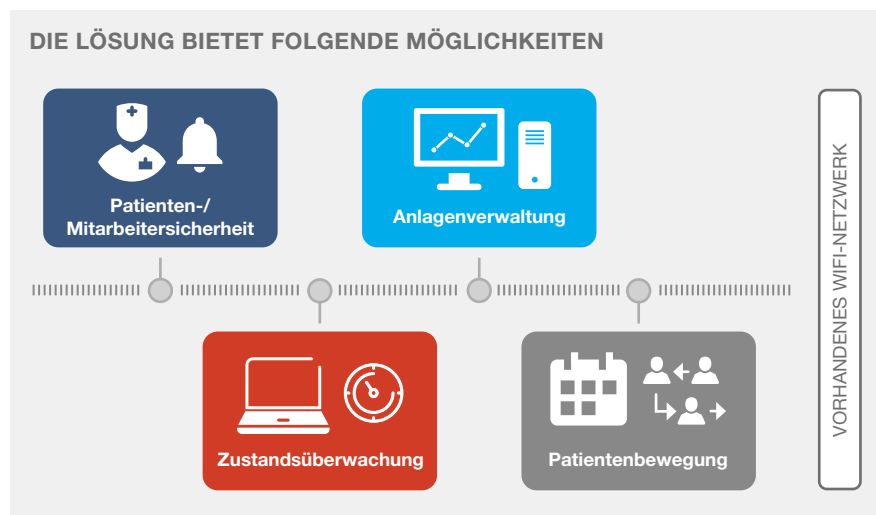 DIE LÖSUNG BIETET FOLGENDE MÖGLICHKEITEN
Patienten-/
Mitarbeitersicherheit
Anlagenverwaltung
Zustandsüberwachung
Patientenbewegung
VORHANDENES WIFI-NETZWERK